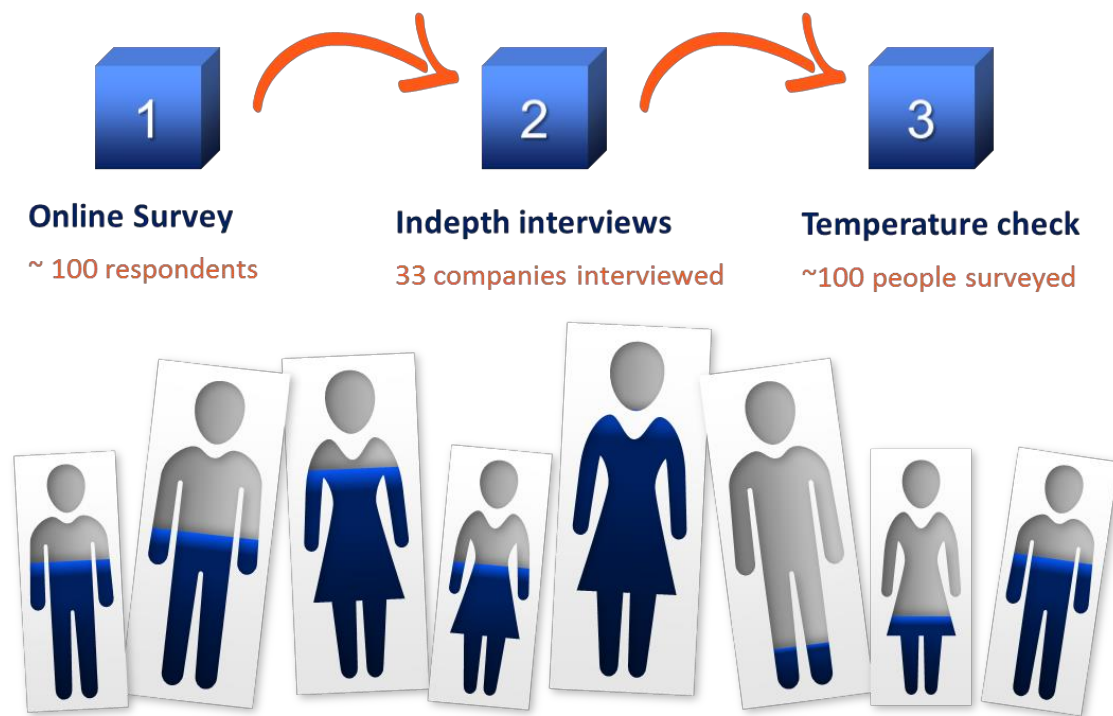 1
2
3
Online Survey
~ 100 respondents
Indepth interviews
33 companies interviewed
Temperature check
~100 people surveyed